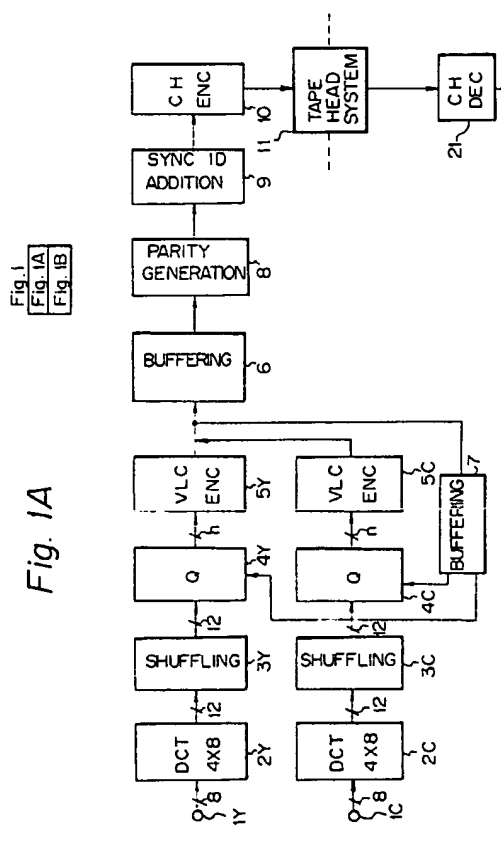 Fig. 1A
Fig. 1
Fig. 1A
Fig. 1B
8
1Y
DCT
4X8
2Y
12
SHUFFLING
3Y
12
Q
4Y
n
VLC
ENC
5Y
BUFFERING
6
PARITY
GENERATION
8
SYNC ID
ADDITION
9
CH
ENC
10
TAPE
HEAD
SYSTEM
11
CH
DEC
21
8
1C
DCT
4X8
2C
12
SHUFFLING
3C
12
Q
4C
n
VLC
ENC
5C
BUFFERING
7